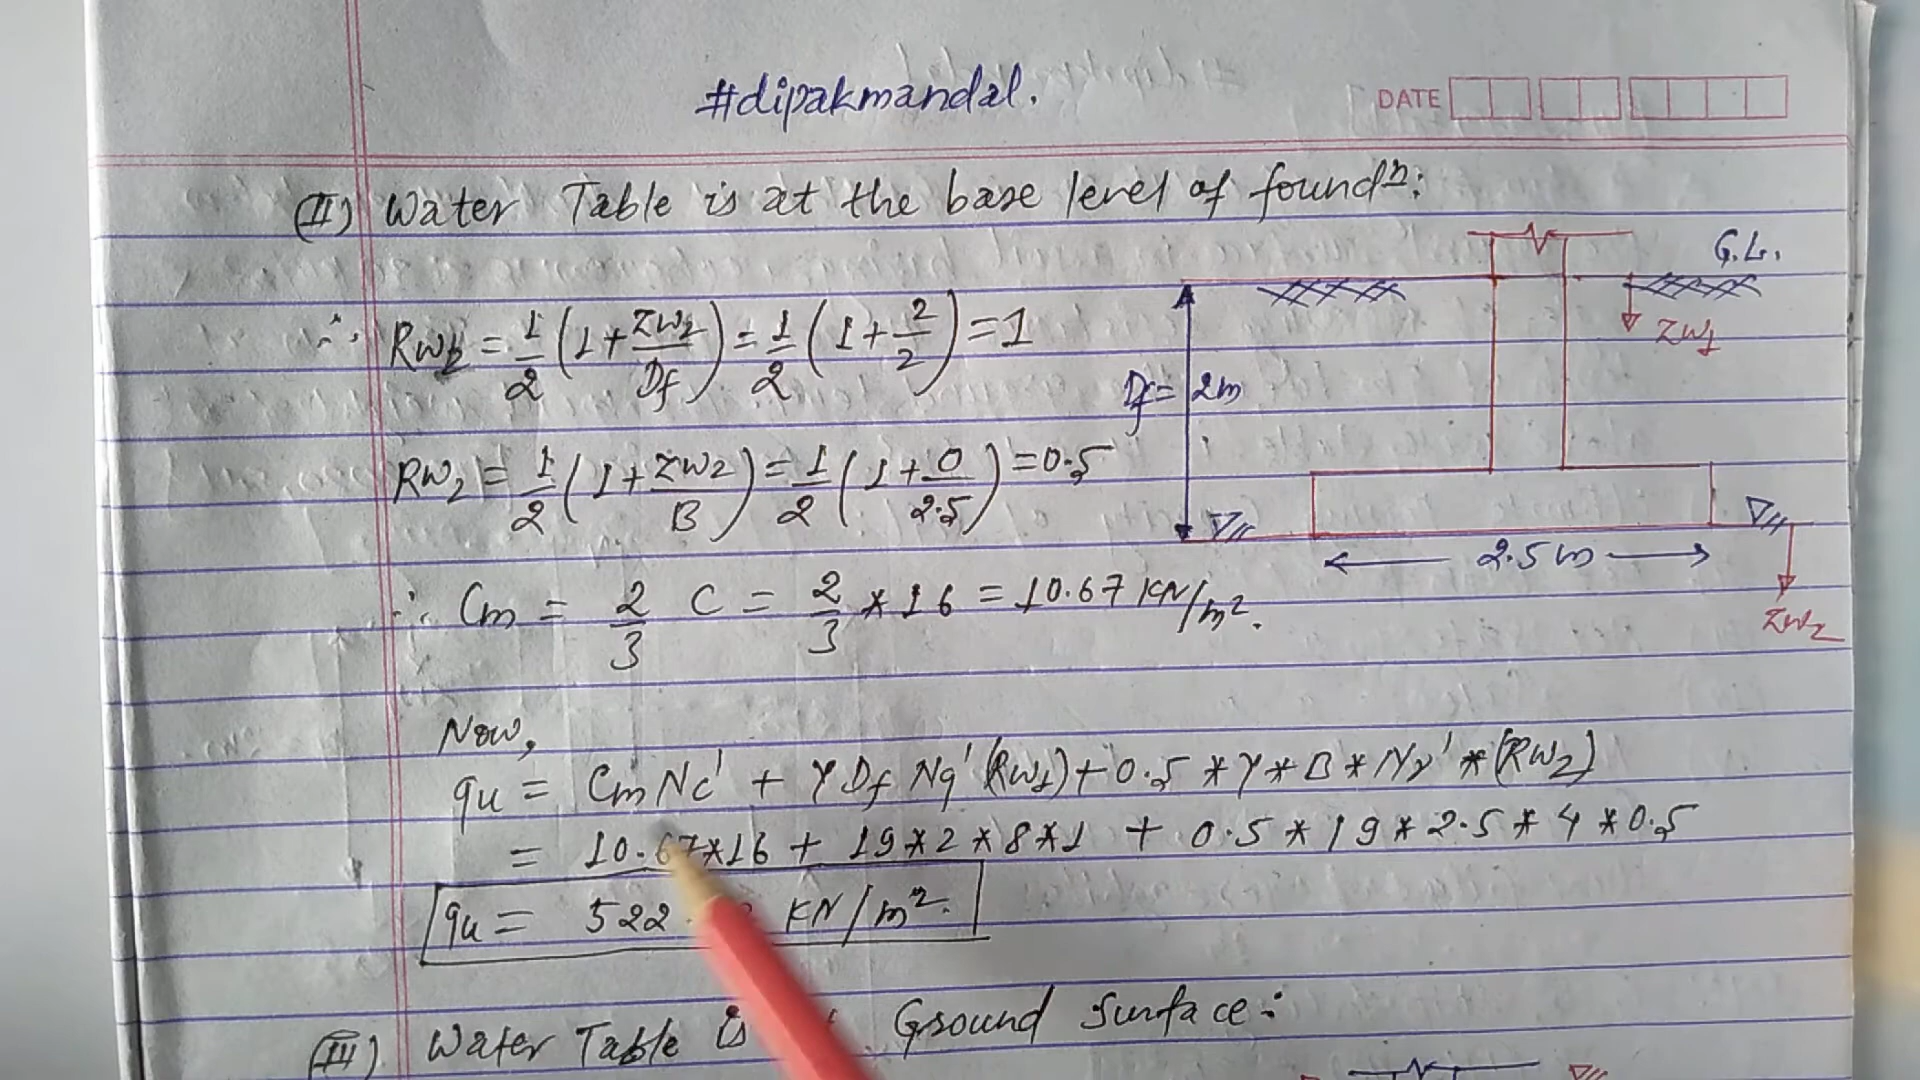 #dipakmandal.
DATE
(II) Water Table is at the base level of foundn:
G.L.
∴ Rw1 = 1/2 (1 + Zw1/Df) = 1/2 (1 + 2/2) = 1
Zw1
Df = 2m
Rw2 = 1/2 (1 + Zw2/B) = 1/2 (1 + 0/2.5) = 0.5
2.5m
∴ Cm = 2/3 C = 2/3 * 16 = 10.67 KN/m².
Zw2
Now,
qu = CmNc' + γDf Nq' (Rw1) + 0.5 * γ * B * Nγ' * (Rw2)
= 10.67*16 + 19*2*8*1 + 0.5*19*2.5*4*0.5
qu = 522. KN/m².
(III) Water Table is Ground Surface: